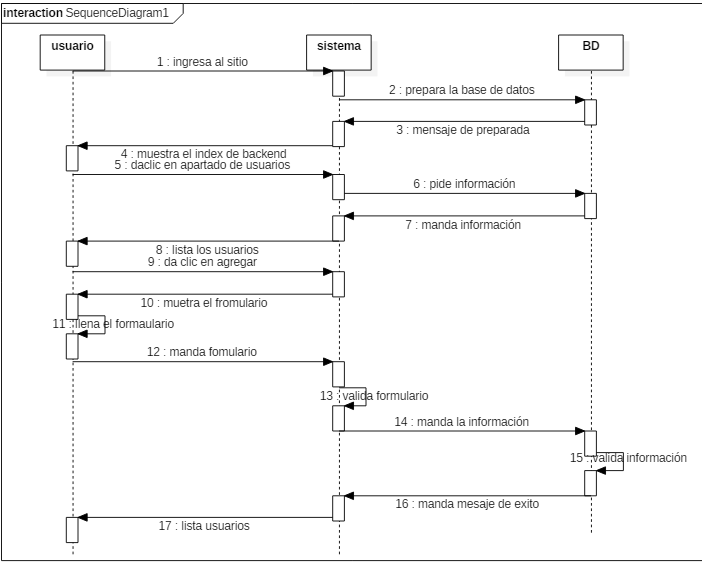 interaction SequenceDiagram1
usuario
sistema
BD
1 : ingresa al sitio
2 : prepara la base de datos
3 : mensaje de preparada
4 : muestra el index de backend
5 : daclic en apartado de usuarios
6 : pide información
7 : manda información
8 : lista los usuarios
9 : da clic en agregar
10 : muetra el fromulario
11 : llena el formaulario
12 : manda fomulario
13 : valida formulario
14 : manda la información
15 : valida información
16 : manda mesaje de exito
17 : lista usuarios